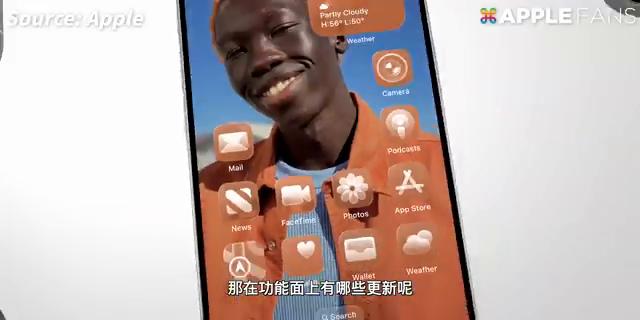 Source: Apple
APPLEFANS
Partly Cloudy
H:56° L:50°
Weather
Camera
Mail
Podcasts
News
FaceTime
Photos
App Store
Wallet
Weather
那在功能面上有哪些更新呢
Search